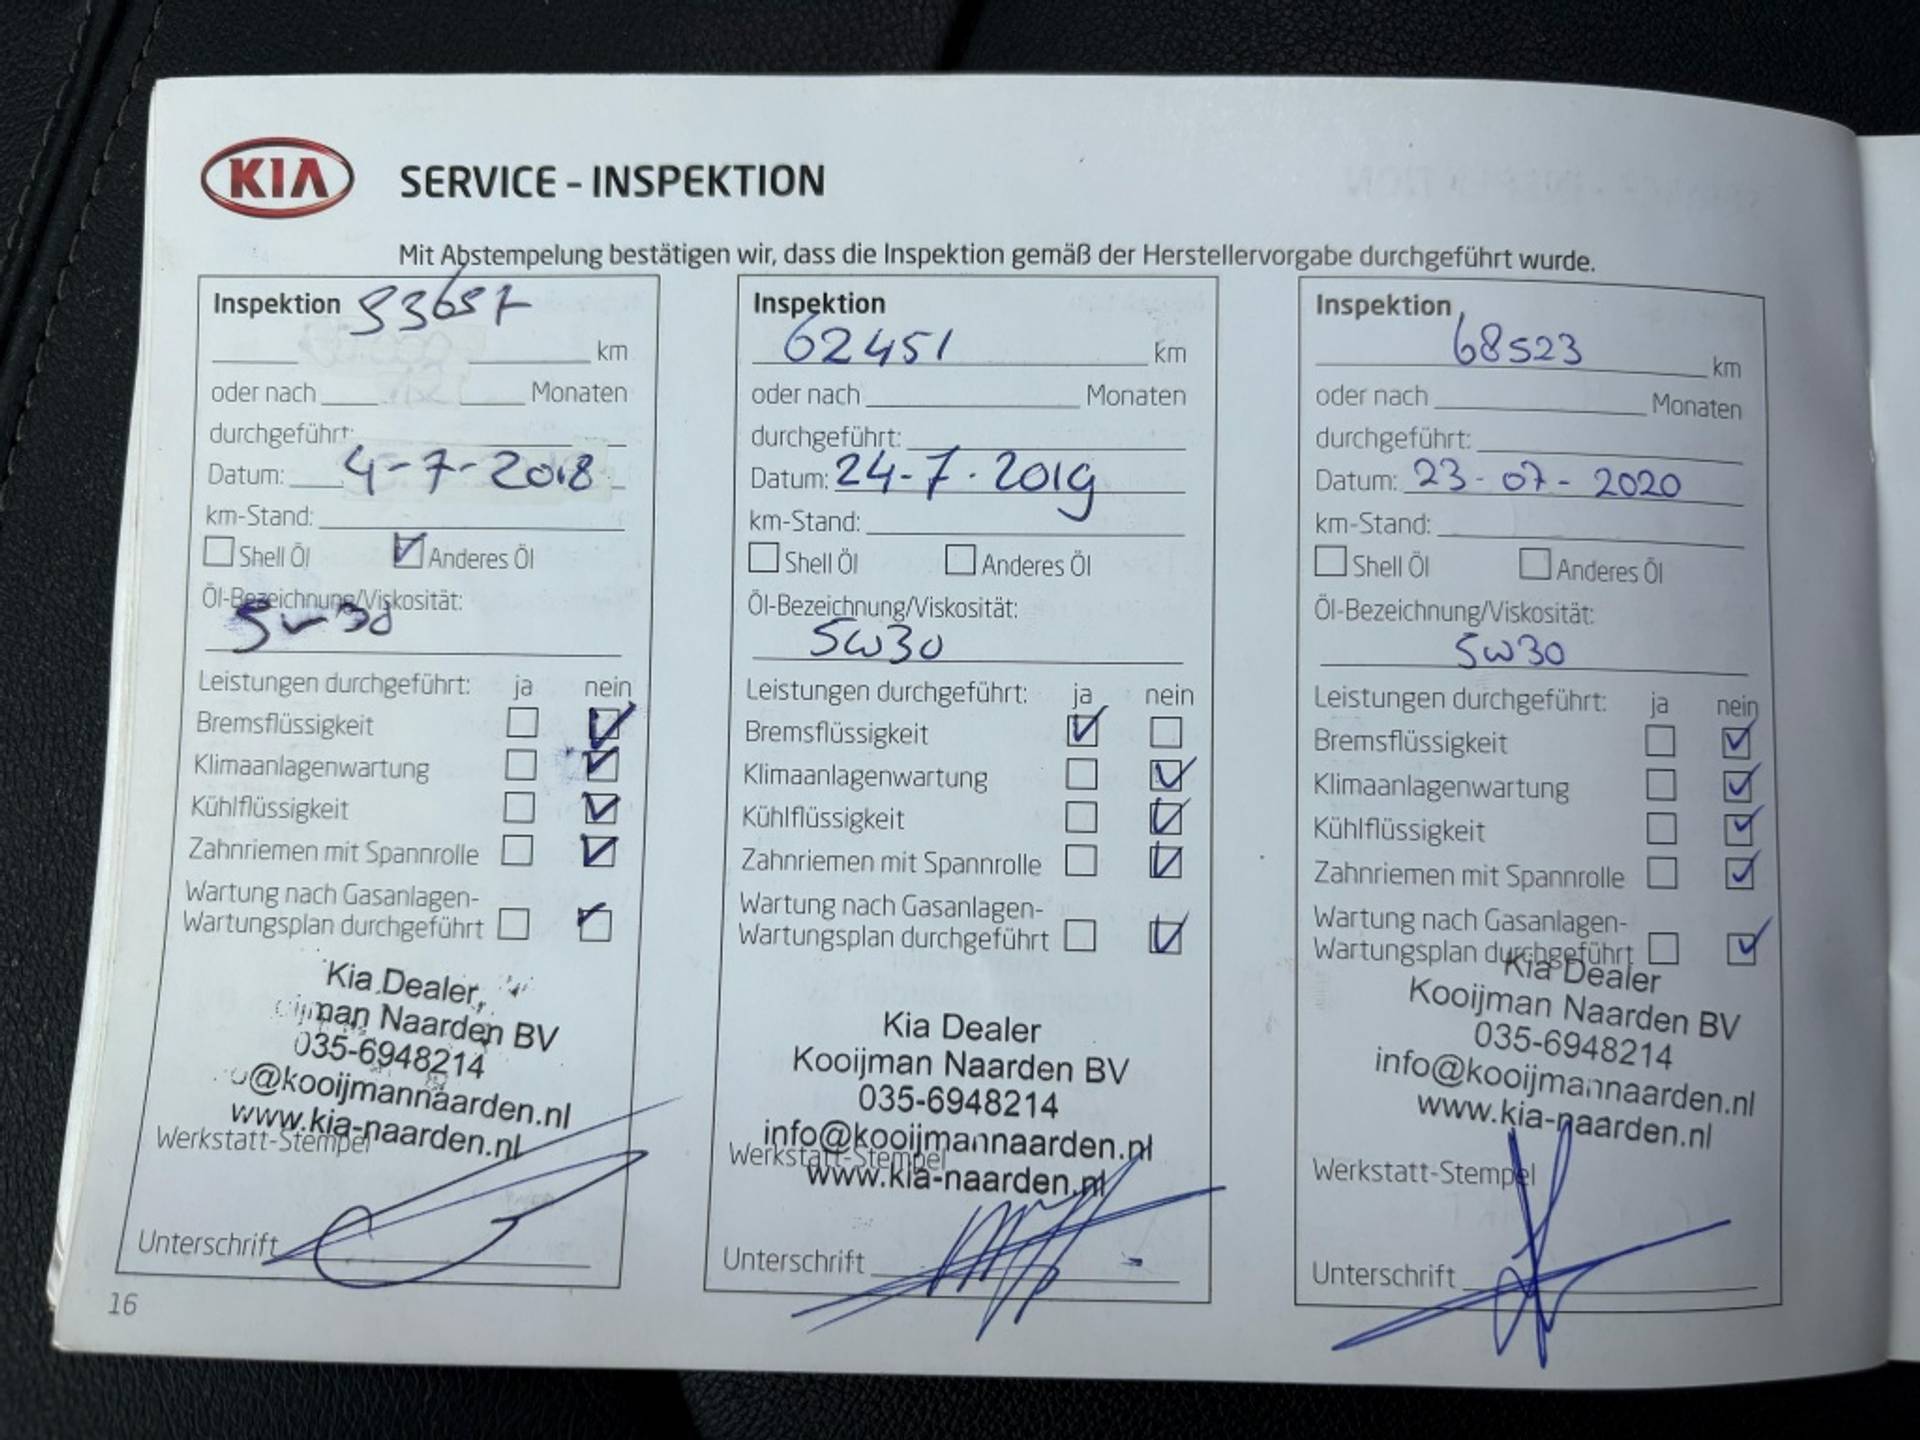 KIA
SERVICE - INSPEKTION
Mit Abstempelung bestätigen wir, dass die Inspektion gemäß der Herstellervorgabe durchgeführt wurde.
Inspektion 53657
km
oder nach Monaten
durchgeführt:
Datum: 4-7-2018
km-Stand:
Shell Öl Anderes Öl
Öl-Bezeichnung/Viskosität:
5w30
Leistungen durchgeführt: ja nein
Bremsflüssigkeit
Klimaanlagenwartung
Kühlflüssigkeit
Zahnriemen mit Spannrolle
Wartung nach Gasanlagen-
Wartungsplan durchgeführt
Kia Dealer
ijman Naarden BV
035-6948214
o@kooijmannaarden.nl
www.kia-naarden.nl
Werkstatt-Stempel
Unterschrift
16
Inspektion
62451 km
oder nach Monaten
durchgeführt:
Datum: 24-7-2019
km-Stand:
Shell Öl Anderes Öl
Öl-Bezeichnung/Viskosität:
5w30
Leistungen durchgeführt: ja nein
Bremsflüssigkeit
Klimaanlagenwartung
Kühlflüssigkeit
Zahnriemen mit Spannrolle
Wartung nach Gasanlagen-
Wartungsplan durchgeführt
Kia Dealer
Kooijman Naarden BV
035-6948214
info@kooijmannaarden.nl
Werkstatt-Stempel
www.kia-naarden.nl
Unterschrift
Inspektion
68523 km
oder nach Monaten
durchgeführt:
Datum: 23-07-2020
km-Stand:
Shell Öl Anderes Öl
Öl-Bezeichnung/Viskosität:
5w30
Leistungen durchgeführt: ja nein
Bremsflüssigkeit
Klimaanlagenwartung
Kühlflüssigkeit
Zahnriemen mit Spannrolle
Wartung nach Gasanlagen-
Wartungsplan durchgeführt
Kia Dealer
Kooijman Naarden BV
035-6948214
info@kooijmannaarden.nl
www.kia-naarden.nl
Werkstatt-Stempel
Unterschrift